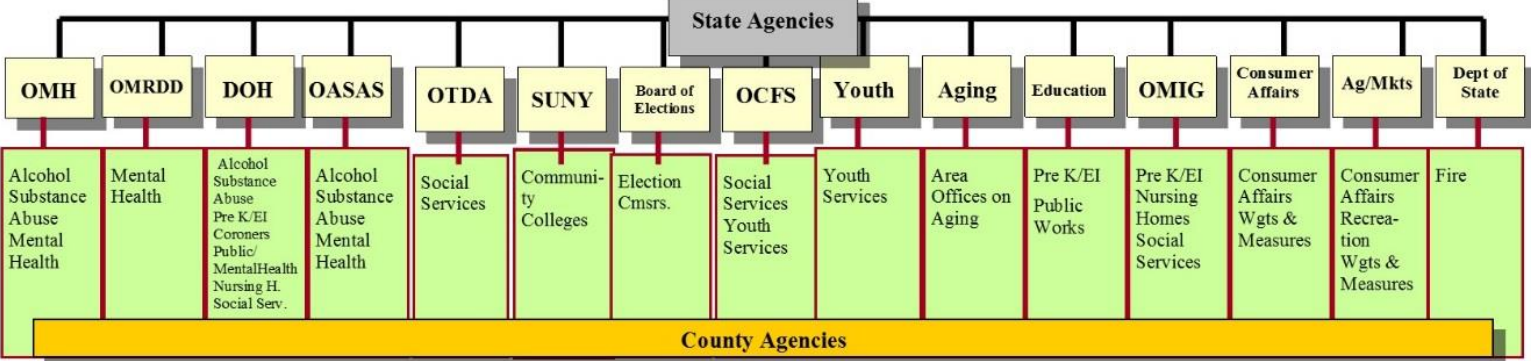 State Agencies
OMH
OMRDD
DOH
OASAS
OTDA
SUNY
Board of
Elections
OCFS
Youth
Aging
Education
OMIG
Consumer
Affairs
Ag/Mkts
Dept of
State
Alcohol
Substance
Abuse
Mental
Health
Mental
Health
Alcohol
Substance
Abuse
Pre K/EI
Coroners
Public/
MentalHealth
Nursing H.
Social Serv.
Alcohol
Substance
Abuse
Mental
Health
Social
Services
Communi-
ty
Colleges
Election
Cmsrs.
Social
Services
Youth
Services
Youth
Services
Area
Offices on
Aging
Pre K/EI
Public
Works
Pre K/EI
Nursing
Homes
Social
Services
Consumer
Affairs
Wgts &
Measures
Consumer
Affairs
Recrea-
tion
Wgts &
Measures
Fire
County Agencies